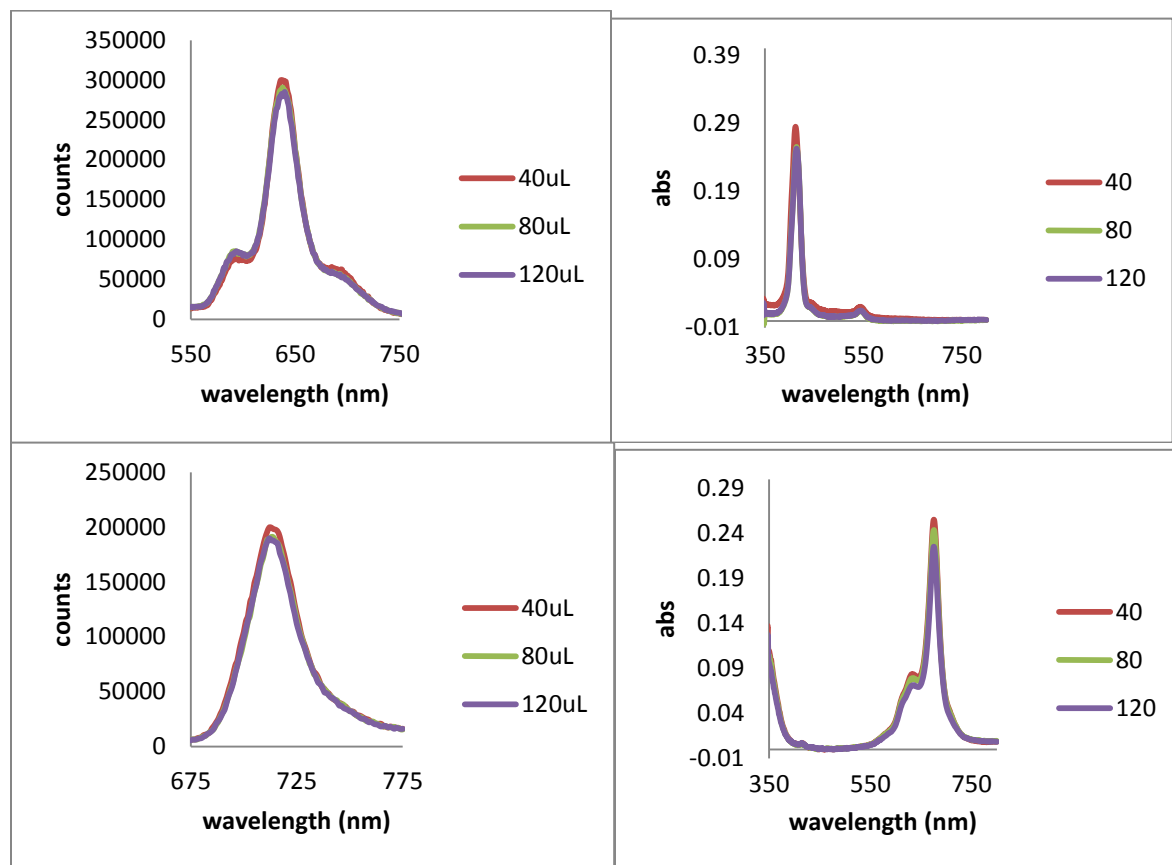 350000
300000
250000
200000
150000
100000
50000
0
counts
550 650 750
wavelength (nm)
40uL
80uL
120uL
0.39
0.29
0.19
0.09
-0.01
abs
350 550 750
wavelength (nm)
40
80
120
250000
200000
150000
100000
50000
0
counts
675 725 775
wavelength (nm)
40uL
80uL
120uL
0.29
0.24
0.19
0.14
0.09
0.04
-0.01
abs
350 550 750
wavelength (nm)
40
80
120